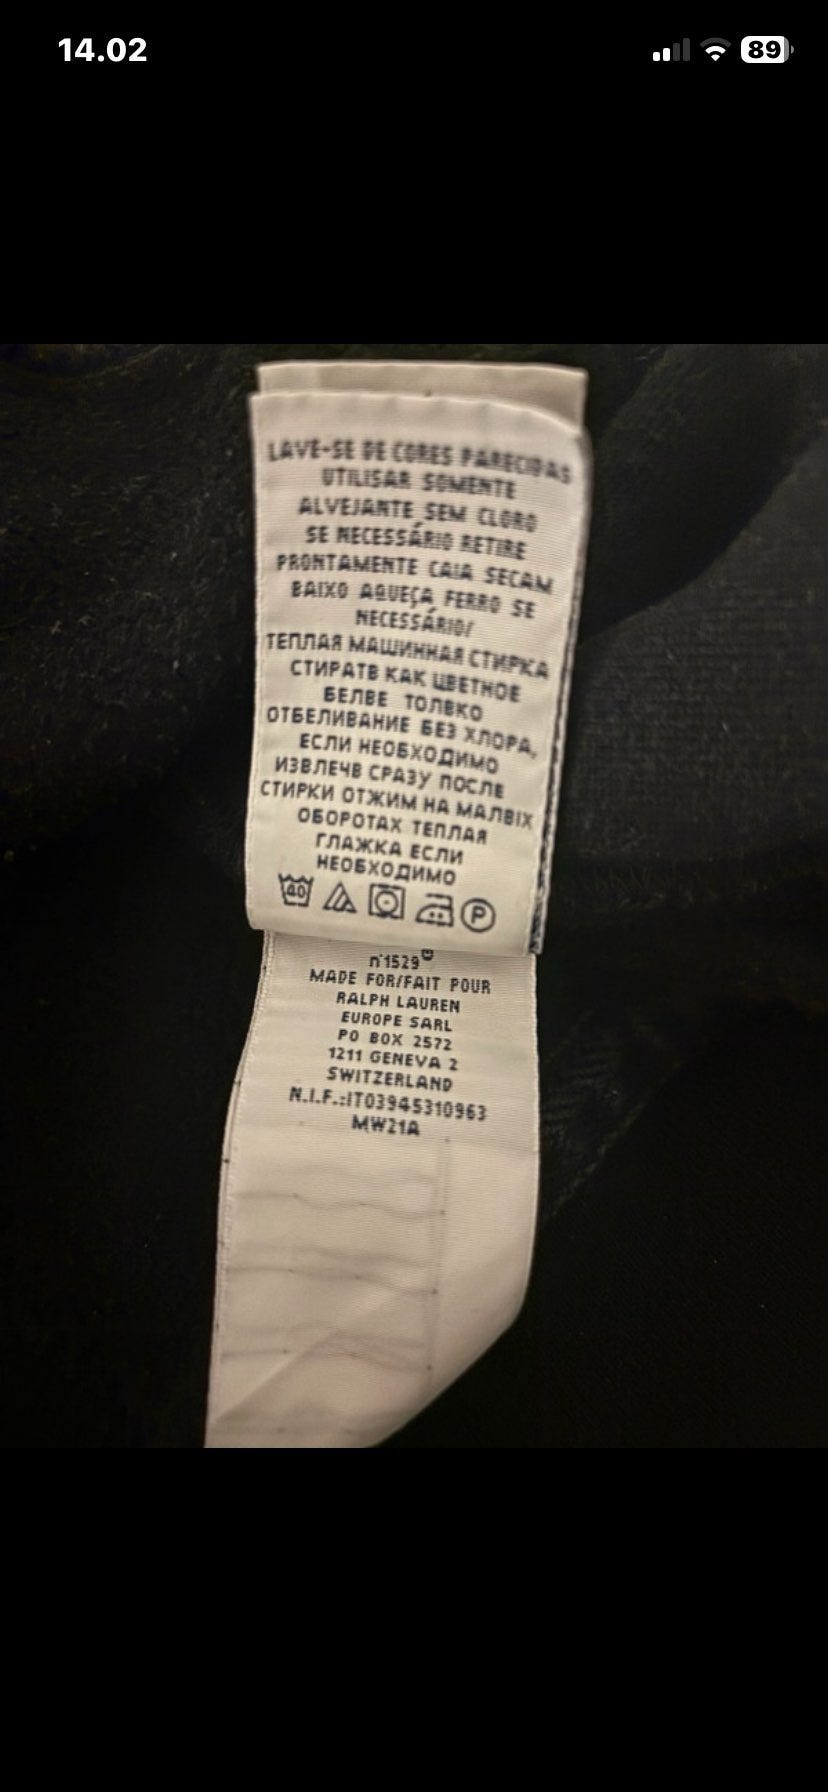 14.02
89
LAVE-SE DE CORES PARECIDAS
UTILISAR SOMENTE
ALVEJANTE SEM CLORO
SE NECESSÁRIO RETIRE
PRONTAMENTE CAIA SECAM
BAIXO AQUEÇA FERRO SE
NECESSÁRIO/
ТЕПЛАЯ МАШИННАЯ СТИРКА
СТИРАТВ КАК ЦВЕТНОЕ
БЕЛВЕ ТОЛВКО
ОТБЕЛИВАНИЕ БЕЗ ХЛОРА,
ЕСЛИ НЕОБХОДИМО
ИЗВЛЕЧВ СРАЗУ ПОСЛЕ
СТИРКИ ОТЖИМ НА МАЛВІХ
ОБОРОТАХ ТЕПЛАЯ
ГЛАЖКА ЕСЛИ
НЕОБХОДИМО
40 P
n'1529
MADE FOR/FAIT POUR
RALPH LAUREN
EUROPE SARL
PO BOX 2572
1211 GENEVA 2
SWITZERLAND
N.I.F.:IT03945310963
MW21A